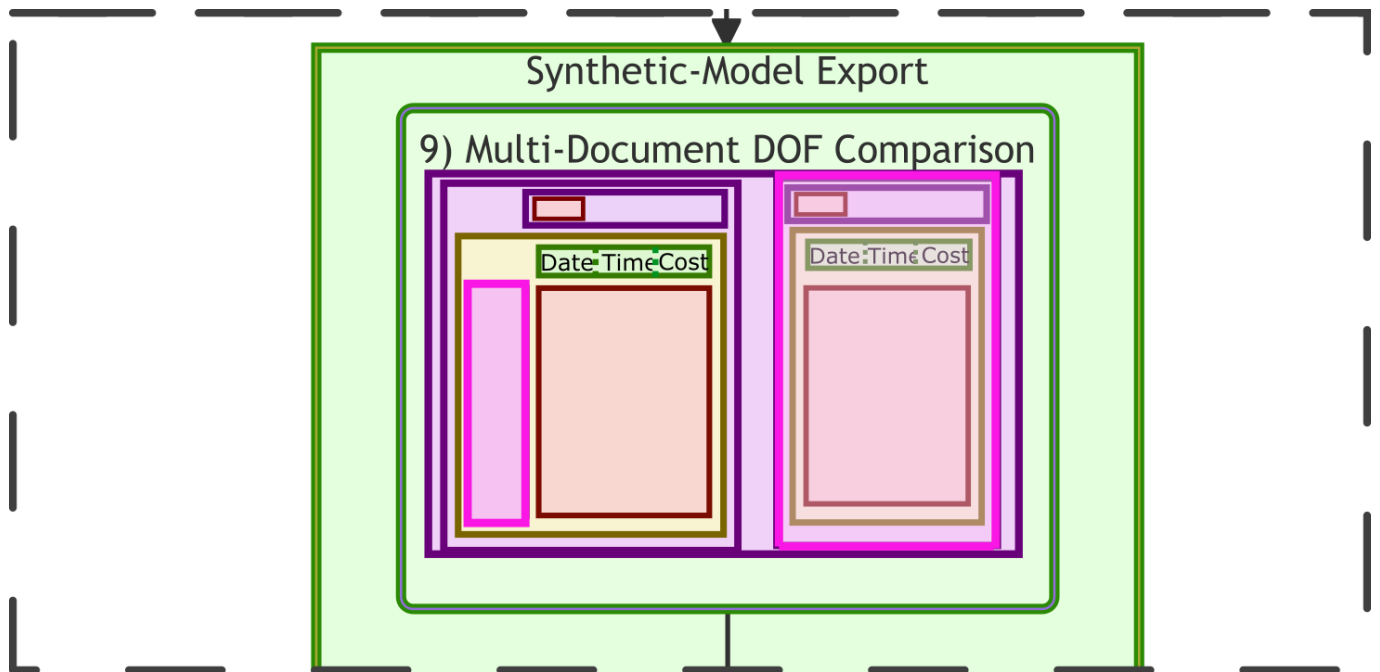 Synthetic-Model Export
9) Multi-Document DOF Comparison
Date Time Cost
Date Time Cost